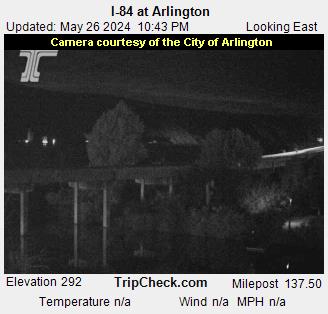 I-84 at Arlington
Updated: May 26 2024 10:43 PM Looking East
Camera courtesy of the City of Arlington
Elevation 292 TripCheck.com Milepost 137.50
Temperature n/a Wind n/a MPH n/a